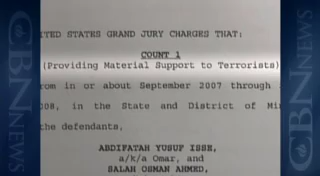 ITED STATES GRAND JURY CHARGES THAT:
COUNT 1
(Providing Material Support to Terrorists)
rom in or about September 2007 through
008, in the State and District of Mi
the defendants,
ABDIFATAH YUSUF ISSE,
a/k/a Omar, and
SALAH OSMAN AHMED,
CBN NEWS
CBN NEWS